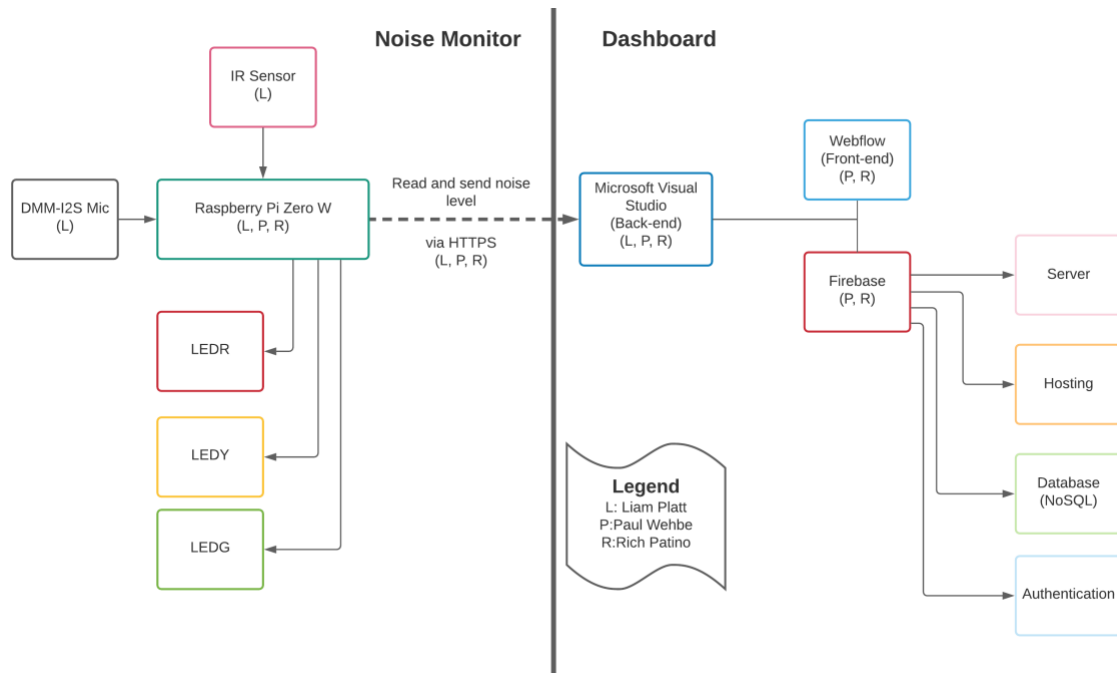 Noise Monitor
Dashboard
IR Sensor
(L)
DMM-I2S Mic
(L)
Raspberry Pi Zero W
(L, P, R)
Read and send noise
level
via HTTPS
(L, P, R)
LEDR
LEDY
LEDG
Microsoft Visual
Studio
(Back-end)
(L, P, R)
Webflow
(Front-end)
(P, R)
Firebase
(P, R)
Server
Hosting
Database
(NoSQL)
Authentication
Legend
L: Liam Platt
P:Paul Wehbe
R:Rich Patino